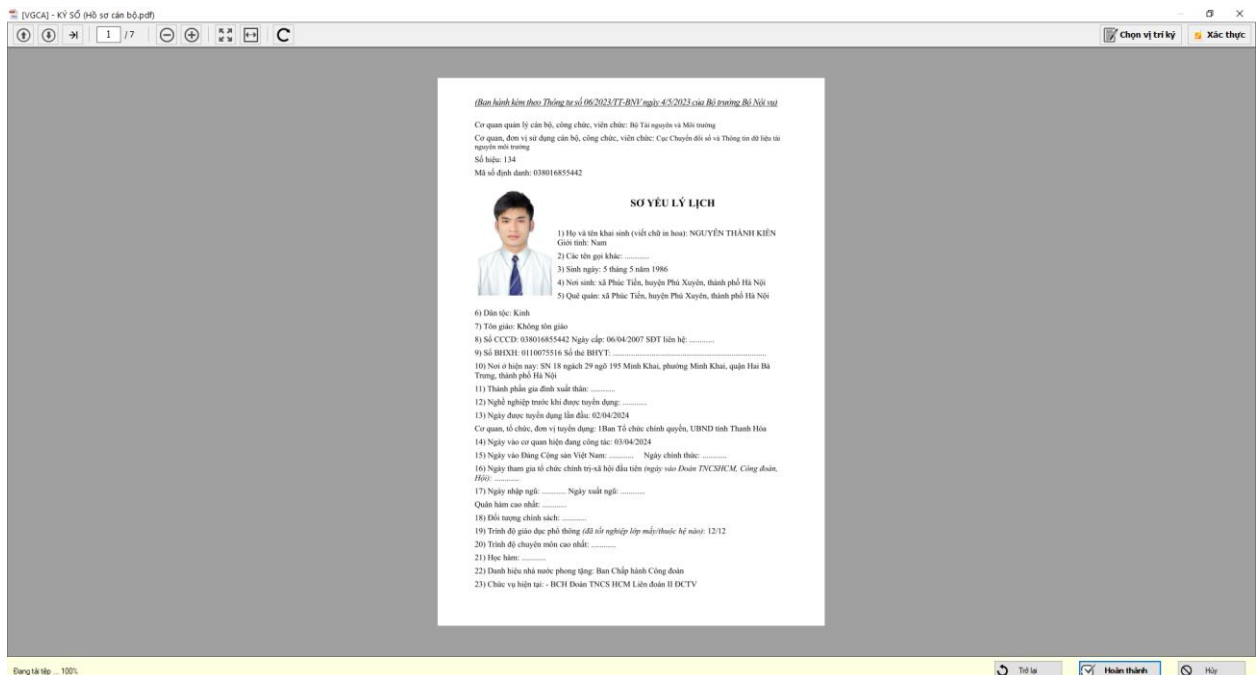 [VGCA] - KÝ SỐ (Hồ sơ cán bộ.pdf)
1 / 7
Chọn vị trí ký
Xác thực
(Ban hành kèm theo Thông tư số 06/2023/TT-BNV ngày 4/5/2023 của Bộ trưởng Bộ Nội vụ)
Cơ quan quản lý cán bộ, công chức, viên chức: Bộ Tài nguyên và Môi trường
Cơ quan, đơn vị sử dụng cán bộ, công chức, viên chức: Cục Chuyển đổi số và Thông tin dữ liệu tài
nguyên môi trường
Số hiệu: 134
Mã số định danh: 038016855442
SƠ YẾU LÝ LỊCH
1) Họ và tên khai sinh (viết chữ in hoa): NGUYỄN THÀNH KIÊN
Giới tính: Nam
2) Các tên gọi khác: ............
3) Sinh ngày: 5 tháng 5 năm 1986
4) Nơi sinh: xã Phúc Tiến, huyện Phú Xuyên, thành phố Hà Nội
5) Quê quán: xã Phúc Tiến, huyện Phú Xuyên, thành phố Hà Nội
6) Dân tộc: Kinh
7) Tôn giáo: Không tôn giáo
8) Số CCCD: 038016855442 Ngày cấp: 06/04/2007 SĐT liên hệ: ............
9) Số BHXH: 0110075516 Số thẻ BHYT: ............
10) Nơi ở hiện nay: SN 18 ngách 29 ngõ 195 Minh Khai, phường Minh Khai, quận Hai Bà
Trưng, thành phố Hà Nội
11) Thành phần gia đình xuất thân: ............
12) Nghề nghiệp trước khi được tuyển dụng: ............
13) Ngày được tuyển dụng lần đầu: 02/04/2024
Cơ quan, tổ chức, đơn vị tuyển dụng: 1Ban Tổ chức chính quyền, UBND tỉnh Thanh Hóa
14) Ngày vào cơ quan hiện đang công tác: 03/04/2024
15) Ngày vào Đảng Cộng sản Việt Nam: ............ Ngày chính thức: ............
16) Ngày tham gia tổ chức chính trị-xã hội đầu tiên (ngày vào Đoàn TNCSHCM, Công đoàn,
Hội): ............
17) Ngày nhập ngũ: ............ Ngày xuất ngũ: ............
Quân hàm cao nhất: ............
18) Đối tượng chính sách: ............
19) Trình độ giáo dục phổ thông (đã tốt nghiệp lớp mấy/thuộc hệ nào): 12/12
20) Trình độ chuyên môn cao nhất: ............
21) Học hàm: ............
22) Danh hiệu nhà nước phong tặng: Ban Chấp hành Công đoàn
23) Chức vụ hiện tại: - BCH Đoàn TNCS HCM Liên đoàn II ĐCTV
Đang tải tệp ... 100%
Trở lại
Hoàn thành
Hủy